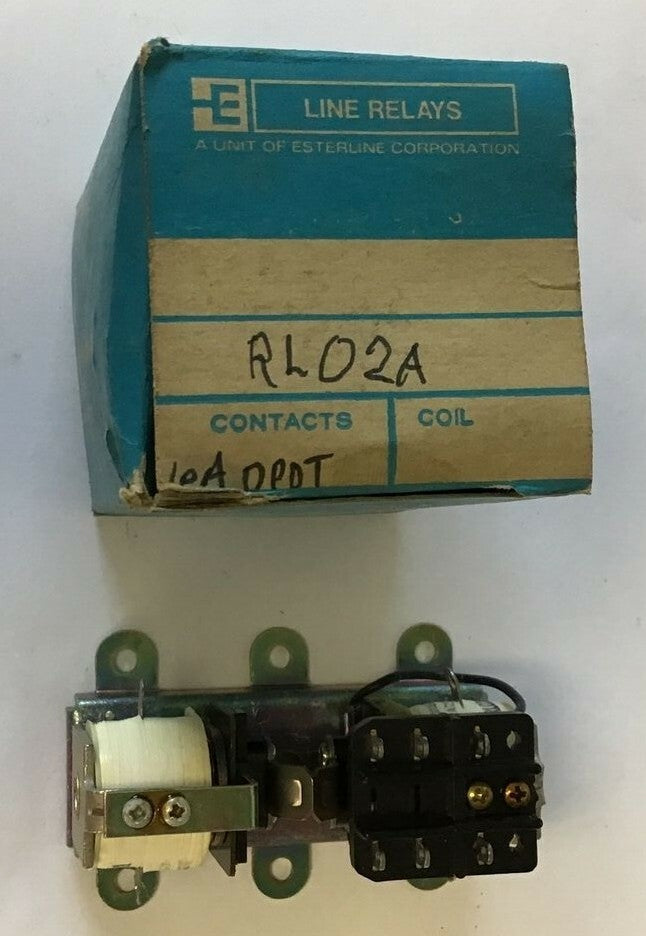 E
LINE RELAYS
A UNIT OF ESTERLINE CORPORATION
RL02A
CONTACTS COIL
10A DPDT